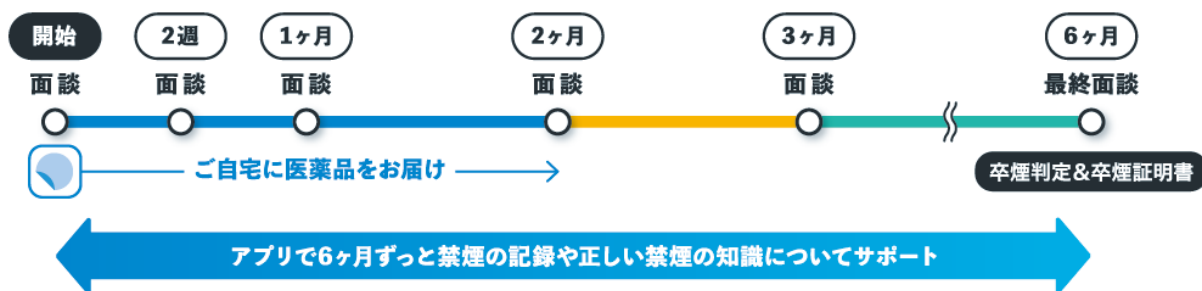 開始 2週 1ヶ月 2ヶ月 3ヶ月 6ヶ月
面談 面談 面談 面談 面談 最終面談
ご自宅に医薬品をお届け
卒煙判定&卒煙証明書
アプリで6ヶ月ずっと禁煙の記録や正しい禁煙の知識についてサポート